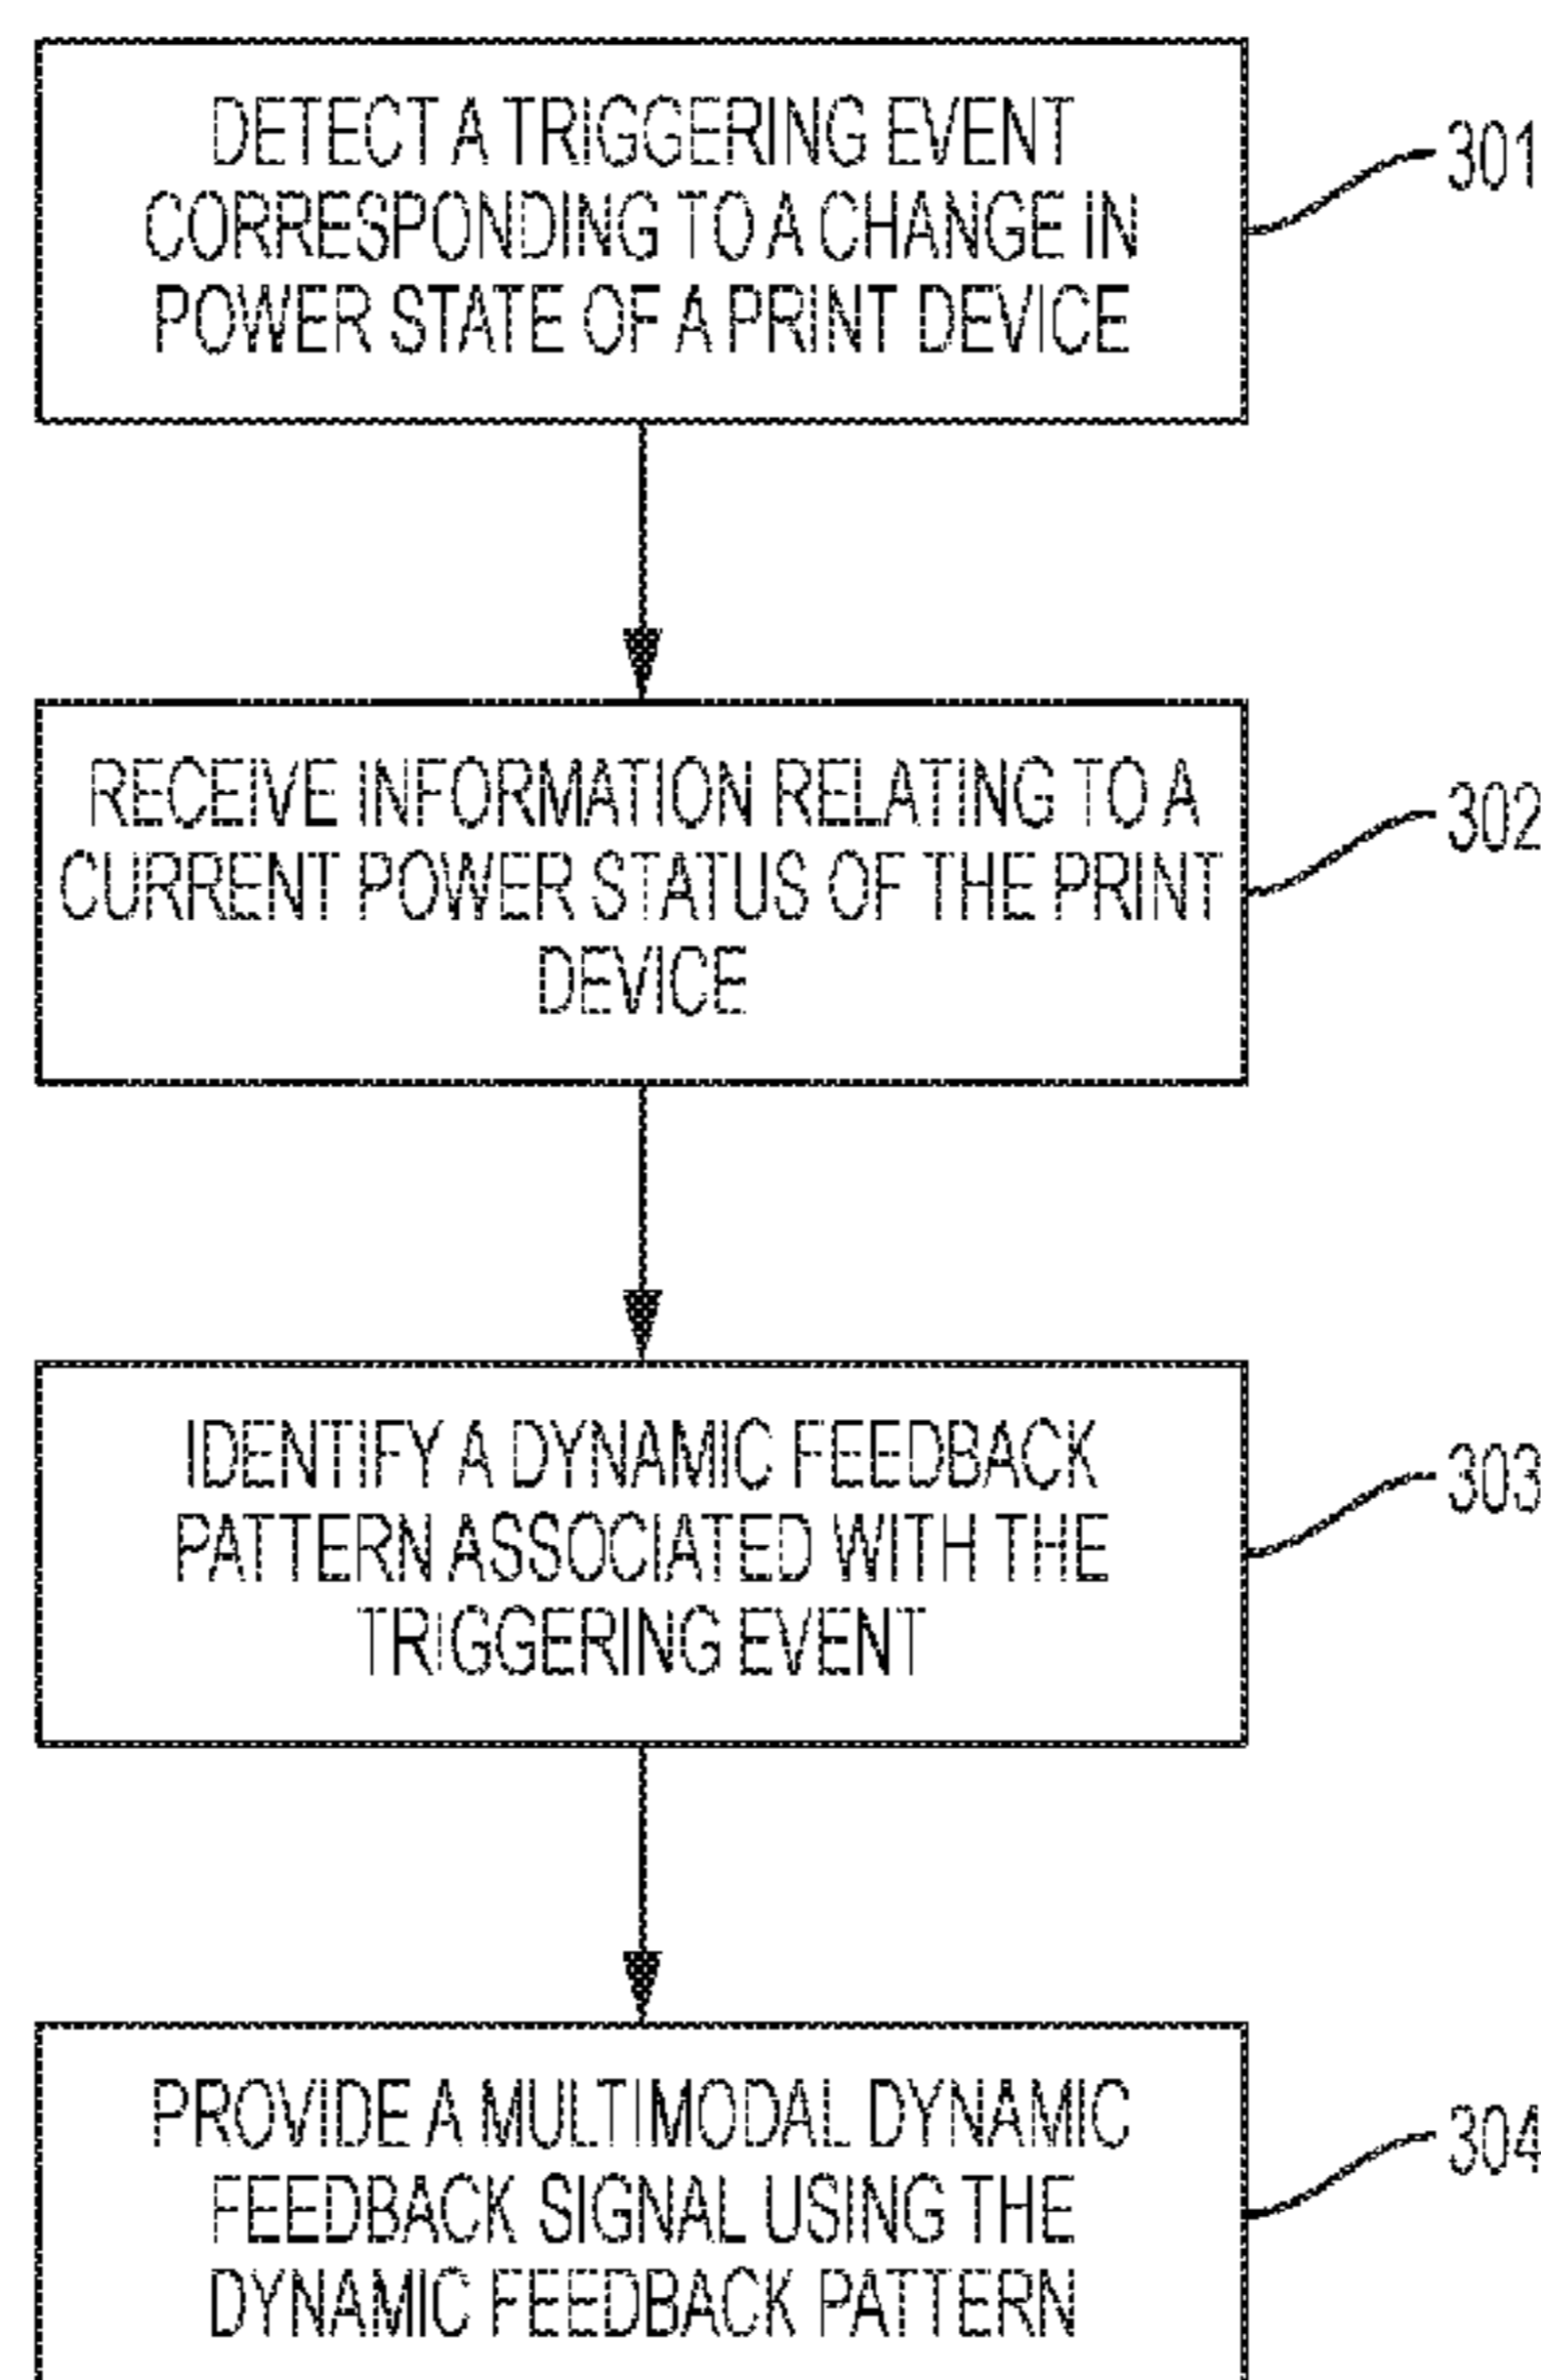 DETECT A TRIGGERING EVENT
CORRESPONDING TO A CHANGE IN
POWER STATE OF A PRINT DEVICE
301
RECEIVE INFORMATION RELATING TO A
CURRENT POWER STATUS OF THE PRINT
DEVICE
302
IDENTIFY A DYNAMIC FEEDBACK
PATTERN ASSOCIATED WITH THE
TRIGGERING EVENT
303
PROVIDE A MULTIMODAL DYNAMIC
FEEDBACK SIGNAL USING THE
DYNAMIC FEEDBACK PATTERN
304